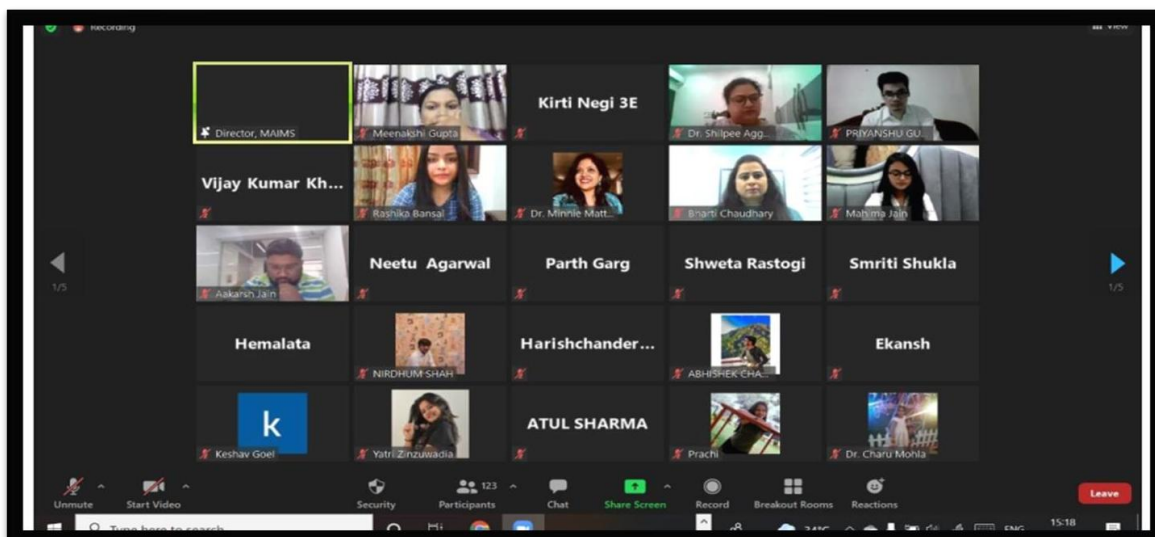 Recording
View
Director, MAIMS
Meenakshi Gupta
Kirti Negi 3E
Dr. Shilpee Agg...
PRIYANSHU GU...
Vijay Kumar Kh...
Rashika Bansal
Dr. Minnie Matt...
Bharti Chaudhary
Mahima Jain
Aakarsh Jain
Neetu Agarwal
Parth Garg
Shweta Rastogi
Smriti Shukla
1/5
1/5
Hemalata
NIRDHUM SHAH
Harishchander...
ABHISHEK CHA...
Ekansh
k
Keshav Goel
Yatri Zinzuwadia
ATUL SHARMA
Prachi
Dr. Charu Mohla
Unmute
Start Video
Security
123
Participants
Chat
Share Screen
Record
Breakout Rooms
Reactions
Leave
Type here to search
34°C
ENG
15:18